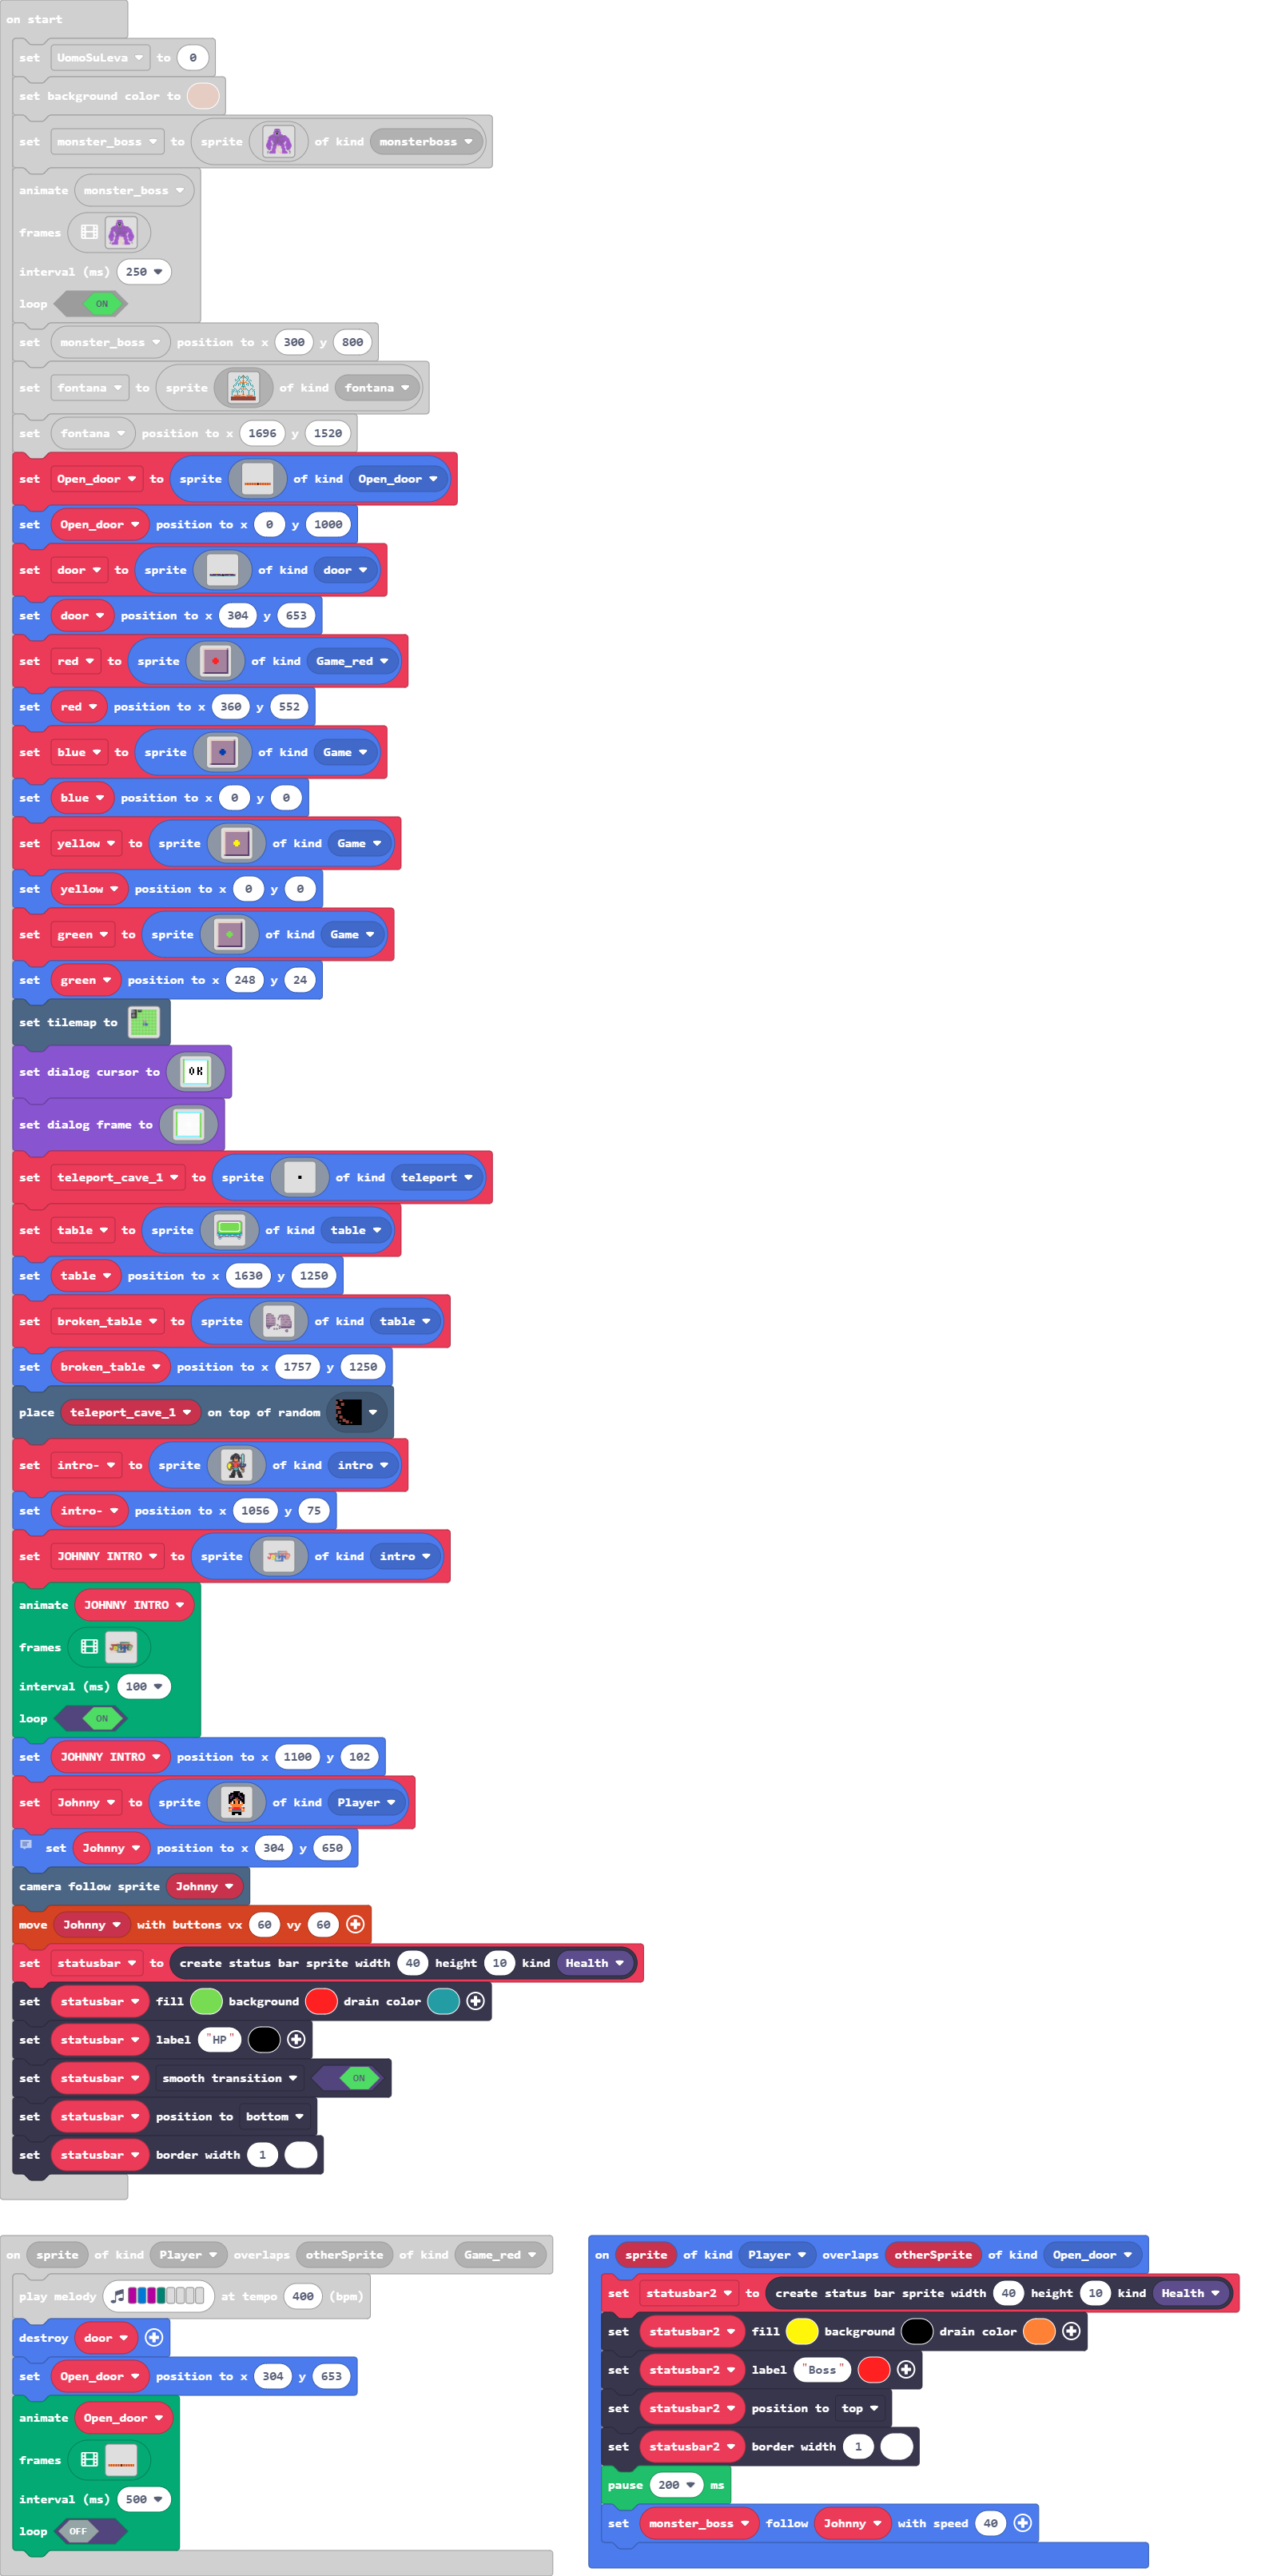 on start
set UomoSuLeva to 0
set background color to
set monster_boss to sprite of kind monsterboss
animate monster_boss
frames
interval (ms) 250
loop ON
set monster_boss position to x 300 y 800
set fontana to sprite of kind fontana
set fontana position to x 1696 y 1520
set Open_door to sprite of kind Open_door
set Open_door position to x 0 y 1000
set door to sprite of kind door
set door position to x 304 y 653
set red to sprite of kind Game_red
set red position to x 360 y 552
set blue to sprite of kind Game
set blue position to x 0 y 0
set yellow to sprite of kind Game
set yellow position to x 0 y 0
set green to sprite of kind Game
set green position to x 248 y 24
set tilemap to
set dialog cursor to OK
set dialog frame to
set teleport_cave_1 to sprite of kind teleport
set table to sprite of kind table
set table position to x 1630 y 1250
set broken_table to sprite of kind table
set broken_table position to x 1757 y 1250
place teleport_cave_1 on top of random
set intro- to sprite of kind intro
set intro- position to x 1056 y 75
set JOHNNY INTRO to sprite of kind intro
animate JOHNNY INTRO
frames
interval (ms) 100
loop ON
set JOHNNY INTRO position to x 1100 y 102
set Johnny to sprite of kind Player
set Johnny position to x 304 y 650
camera follow sprite Johnny
move Johnny with buttons vx 60 vy 60
set statusbar to create status bar sprite width 40 height 10 kind Health
set statusbar fill background drain color
set statusbar label "HP"
set statusbar smooth transition ON
set statusbar position to bottom
set statusbar border width 1
on sprite of kind Player overlaps otherSprite of kind Game_red
play melody at tempo 400 (bpm)
destroy door
set Open_door position to x 304 y 653
animate Open_door
frames
interval (ms) 500
loop OFF
on sprite of kind Player overlaps otherSprite of kind Open_door
set statusbar2 to create status bar sprite width 40 height 10 kind Health
set statusbar2 fill background drain color
set statusbar2 label "Boss"
set statusbar2 position to top
set statusbar2 border width 1
pause 200 ms
set monster_boss follow Johnny with speed 40